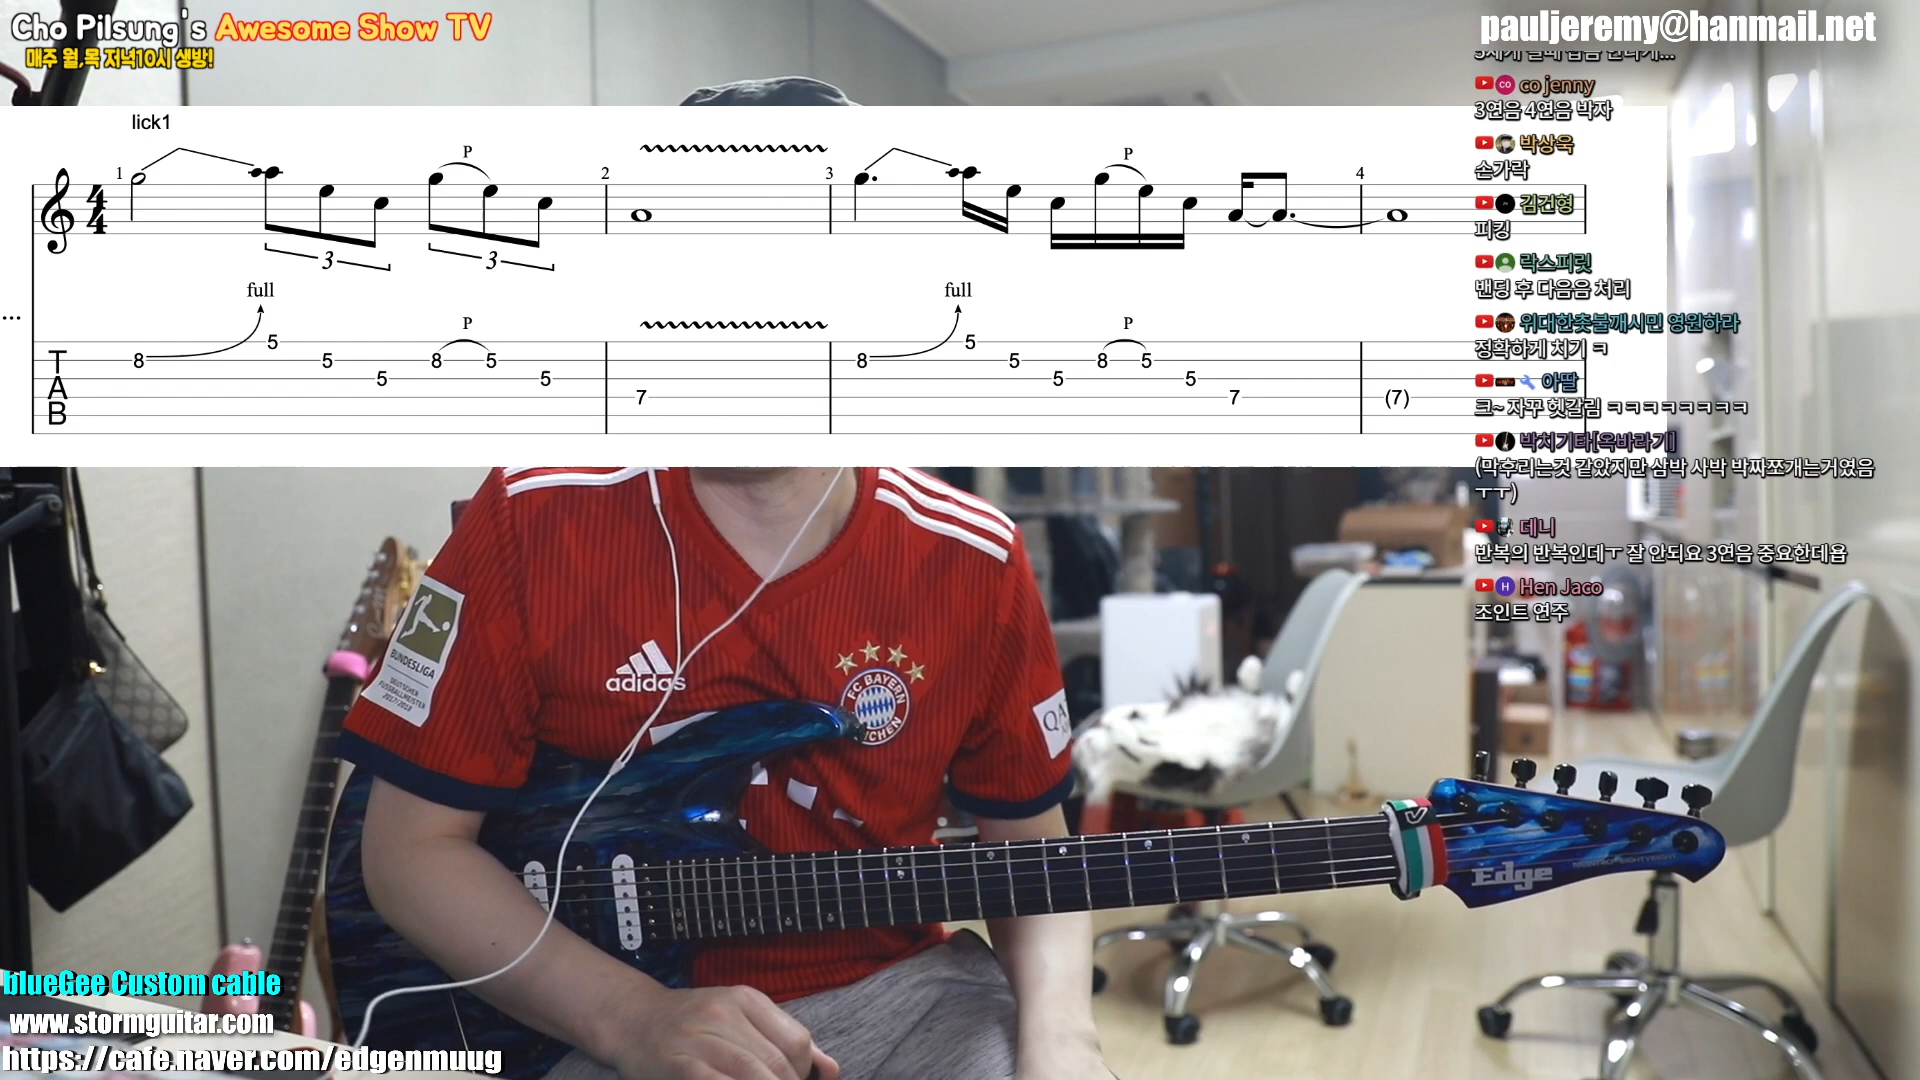 Cho Pilsung's Awesome Show TV
매주 월,목 저녁10시 생방!
pauljeremy@hanmail.net
lick1
1 P 2 3 P 4
4
4
3 3
full full
P P
T
A
B
8 5 5 5 8 5 5
7
8 5 5 5 8 5 5 7
(7)
...
co jenny
3연음 4연음 박자
박상욱
손가락
김건형
피킹
락스피릿
밴딩 후 다음음 처리
위대한촛불깨시민 영원하라
정확하게 치기 ㅋ
아딸
크~ 자꾸 헷갈림 ㅋㅋㅋㅋㅋㅋㅋㅋ
박치기타[옥바라기]
(막후리는것 같았지만 삼박 사박 박짜쪼개는거였음
ㅜㅜ)
데니
반복의 반복인데ㅜ 잘 안되요 3연음 중요한데욥
Hen Jaco
조인트 연주
BUNDESLIGA
DEUTSCHER
FUSSBALLMEISTER
2017/2018
adidas
FC BAYERN
Edge
blueGee Custom cable
www.stormguitar.com
https://cafe.naver.com/edgenmuug